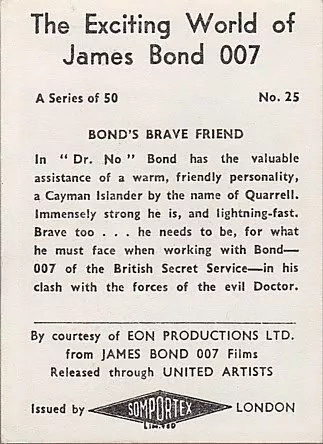 The Exciting World of
James Bond 007
A Series of 50 No. 25
BOND'S BRAVE FRIEND
In "Dr. No" Bond has the valuable
assistance of a warm, friendly personality,
a Cayman Islander by the name of Quarrell.
Immensely strong he is, and lightning-fast.
Brave too . . . he needs to be, for what
he must face when working with Bond—
007 of the British Secret Service—in his
clash with the forces of the evil Doctor.
By courtesy of EON PRODUCTIONS LTD.
from JAMES BOND 007 Films
Released through UNITED ARTISTS
Issued by SOMPORTEX LONDON
LIMITED